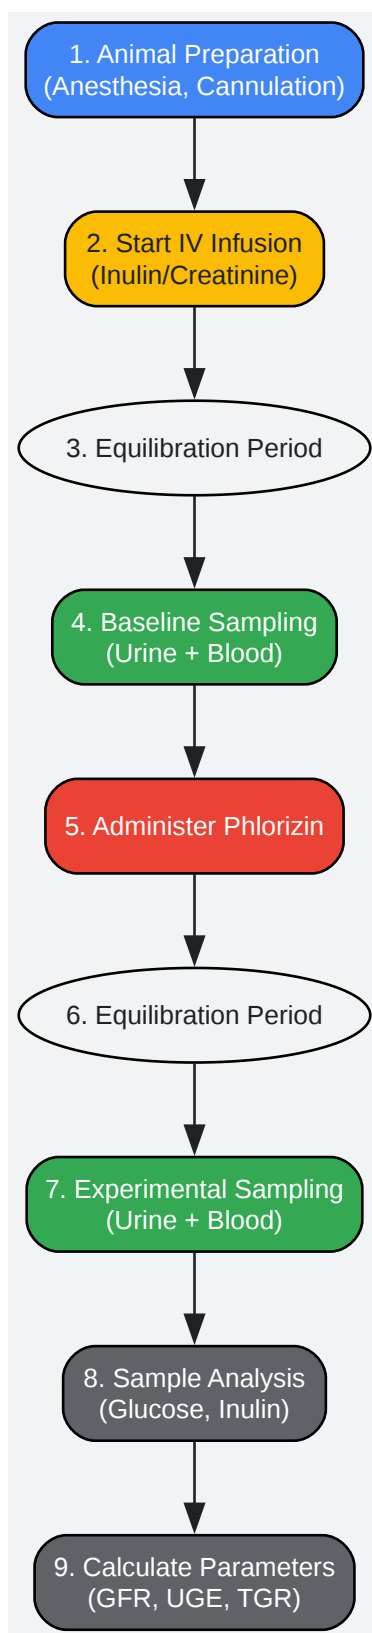 1. Animal Preparation
(Anesthesia, Cannulation)
2. Start IV Infusion
(Inulin/Creatinine)
3. Equilibration Period
4. Baseline Sampling
(Urine + Blood)
5. Administer Phlorizin
6. Equilibration Period
7. Experimental Sampling
(Urine + Blood)
8. Sample Analysis
(Glucose, Inulin)
9. Calculate Parameters
(GFR, UGE, TGR)